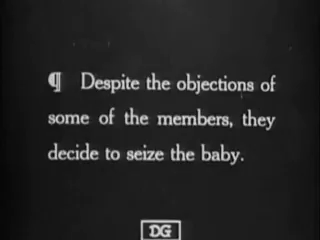 ¶ Despite the objections of
some of the members, they
decide to seize the baby.
DG